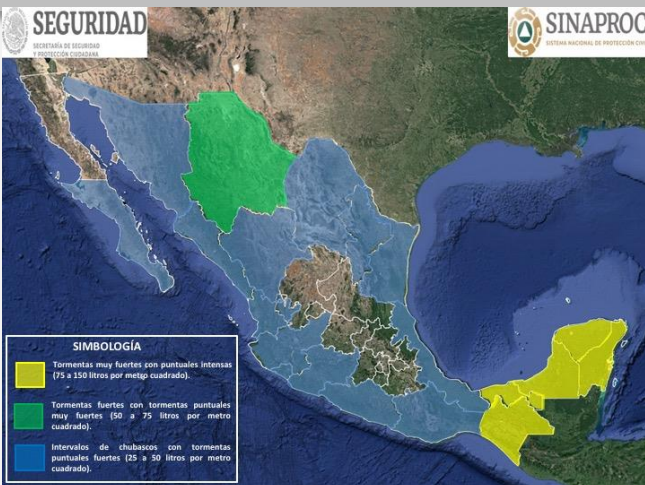 SEGURIDAD
SECRETARÍA DE SEGURIDAD
Y PROTECCIÓN CIUDADANA
SINAPROC
SISTEMA NACIONAL DE PROTECCIÓN CIVI
SIMBOLOGÍA
Tormentas muy fuertes con puntuales intensas
(75 a 150 litros por metro cuadrado).
Tormentas fuertes con tormentas puntuales
muy fuertes (50 a 75 litros por metro
cuadrado).
Intervalos de chubascos con tormentas
puntuales fuertes (25 a 50 litros por metro
cuadrado).